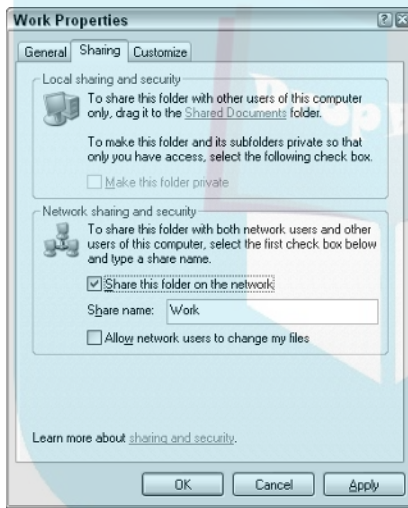 Work Properties
General Sharing Customize
Local sharing and security
To share this folder with other users of this computer
only, drag it to the Shared Documents folder.
To make this folder and its subfolders private so that
only you have access, select the following check box.
Make this folder private
Network sharing and security
To share this folder with both network users and other
users of this computer, select the first check box below
and type a share name.
Share this folder on the network
Share name: Work
Allow network users to change my files
Learn more about sharing and security.
OK Cancel Apply